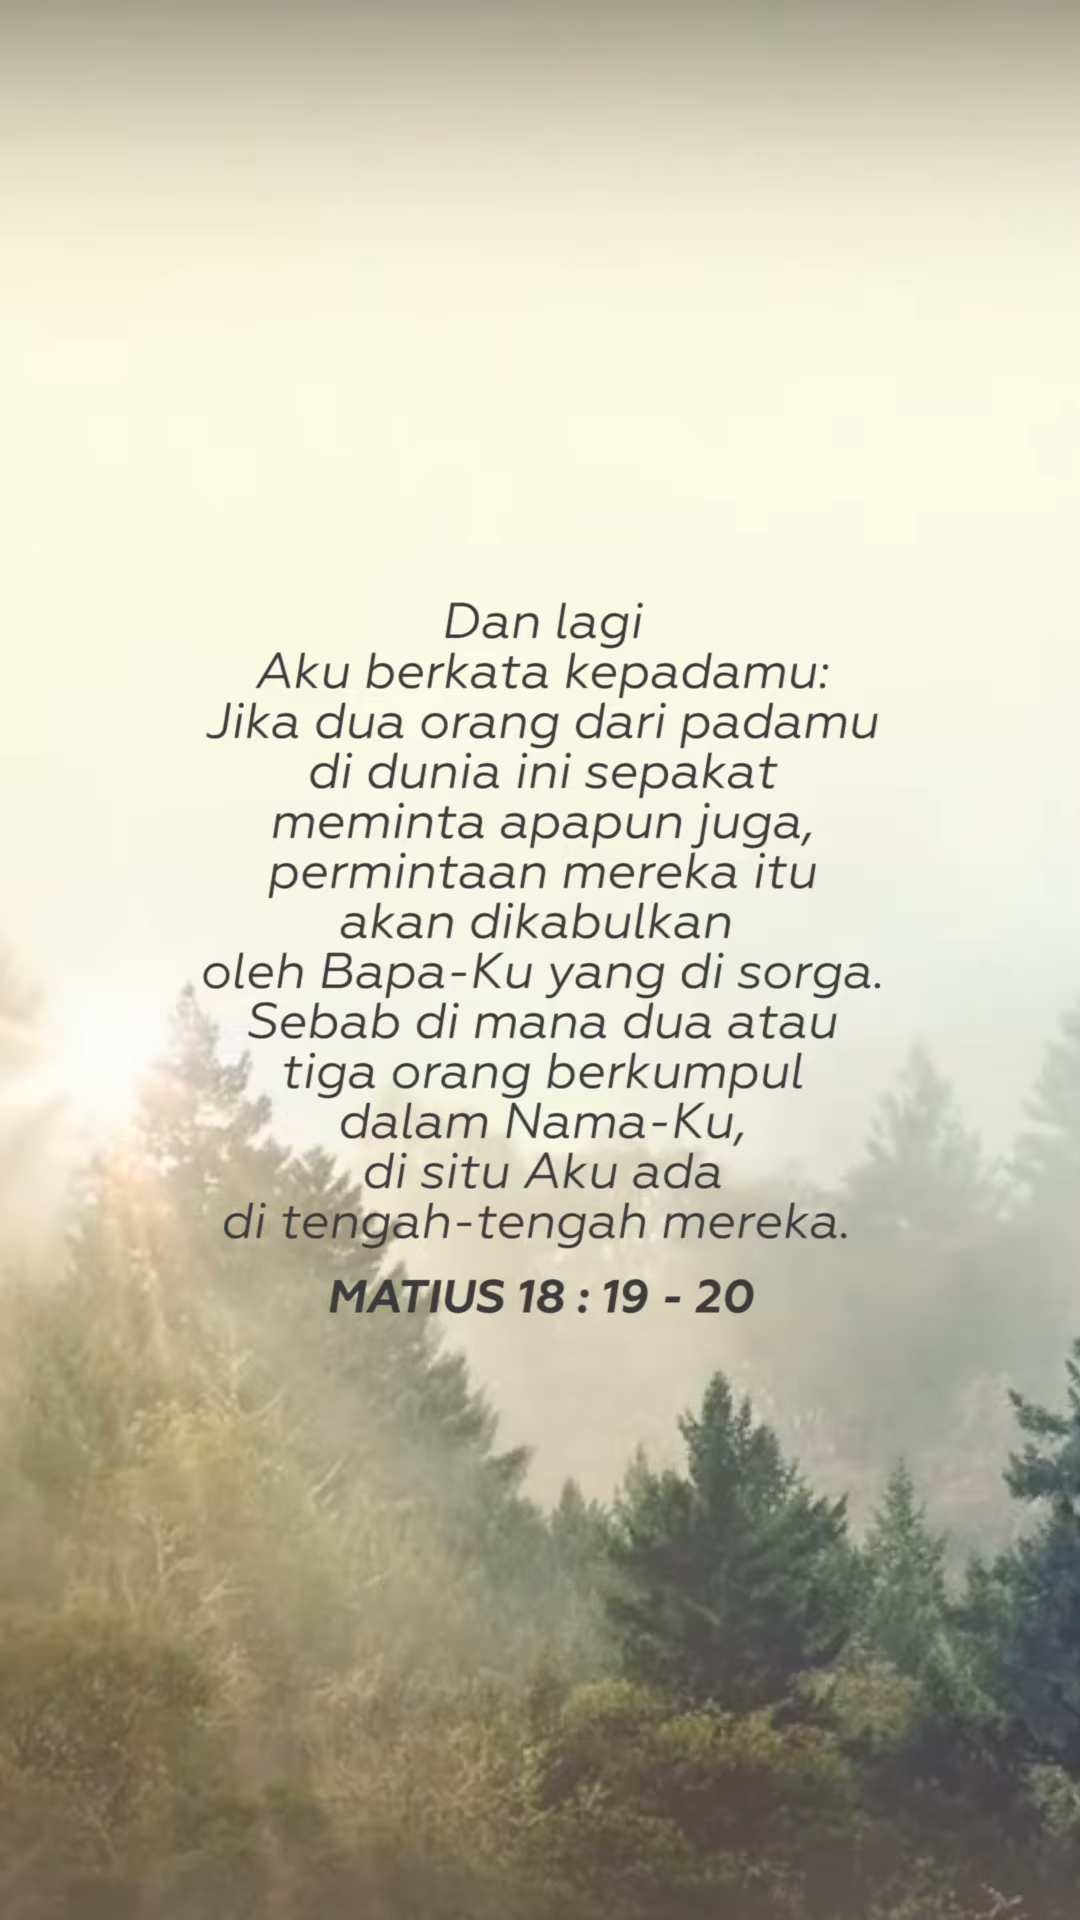 Dan lagi
Aku berkata kepadamu:
Jika dua orang dari padamu
di dunia ini sepakat
meminta apapun juga,
permintaan mereka itu
akan dikabulkan
oleh Bapa-Ku yang di sorga.
Sebab di mana dua atau
tiga orang berkumpul
dalam Nama-Ku,
di situ Aku ada
di tengah-tengah mereka.
MATIUS 18 : 19 - 20